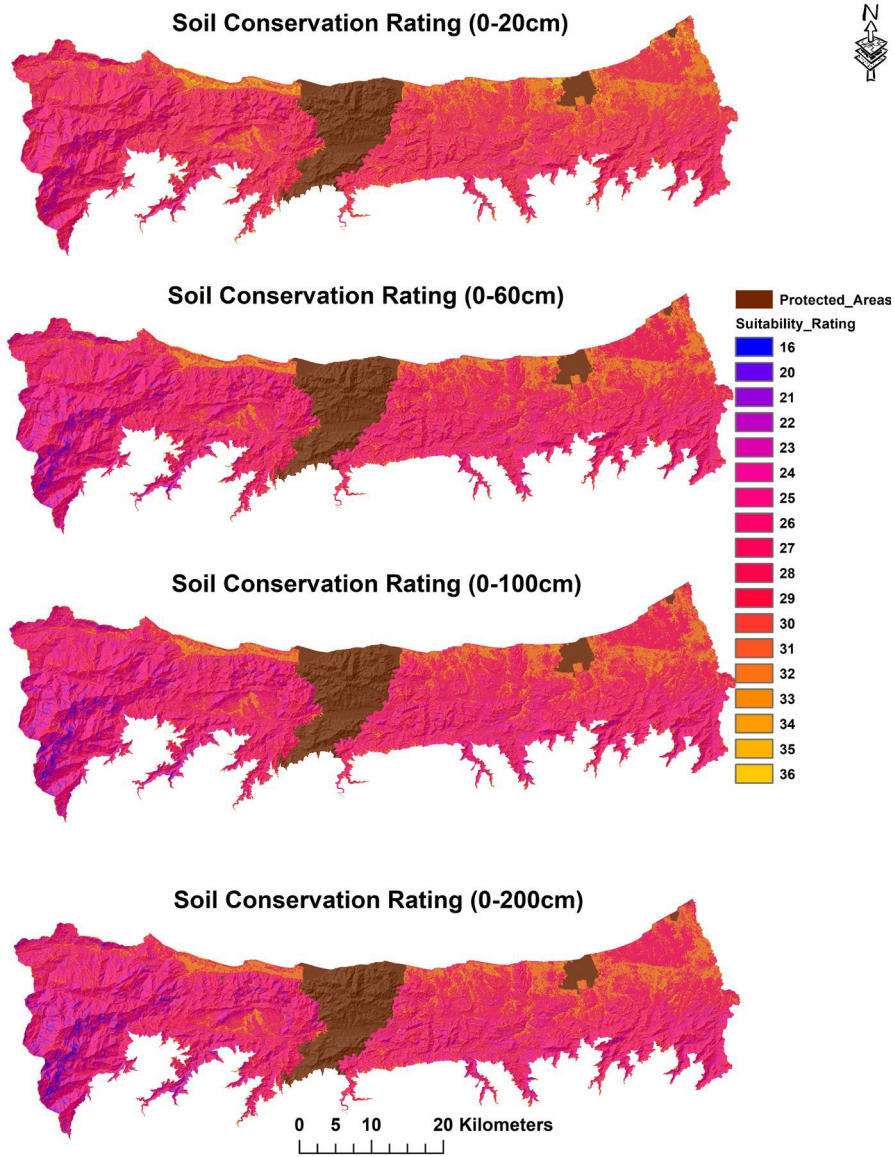 Soil Conservation Rating (0-20cm)
N
Soil Conservation Rating (0-60cm)
Protected_Areas
Suitability_Rating
16
20
21
22
23
24
25
26
27
28
29
30
31
32
33
34
35
36
Soil Conservation Rating (0-100cm)
Soil Conservation Rating (0-200cm)
0 5 10 20 Kilometers